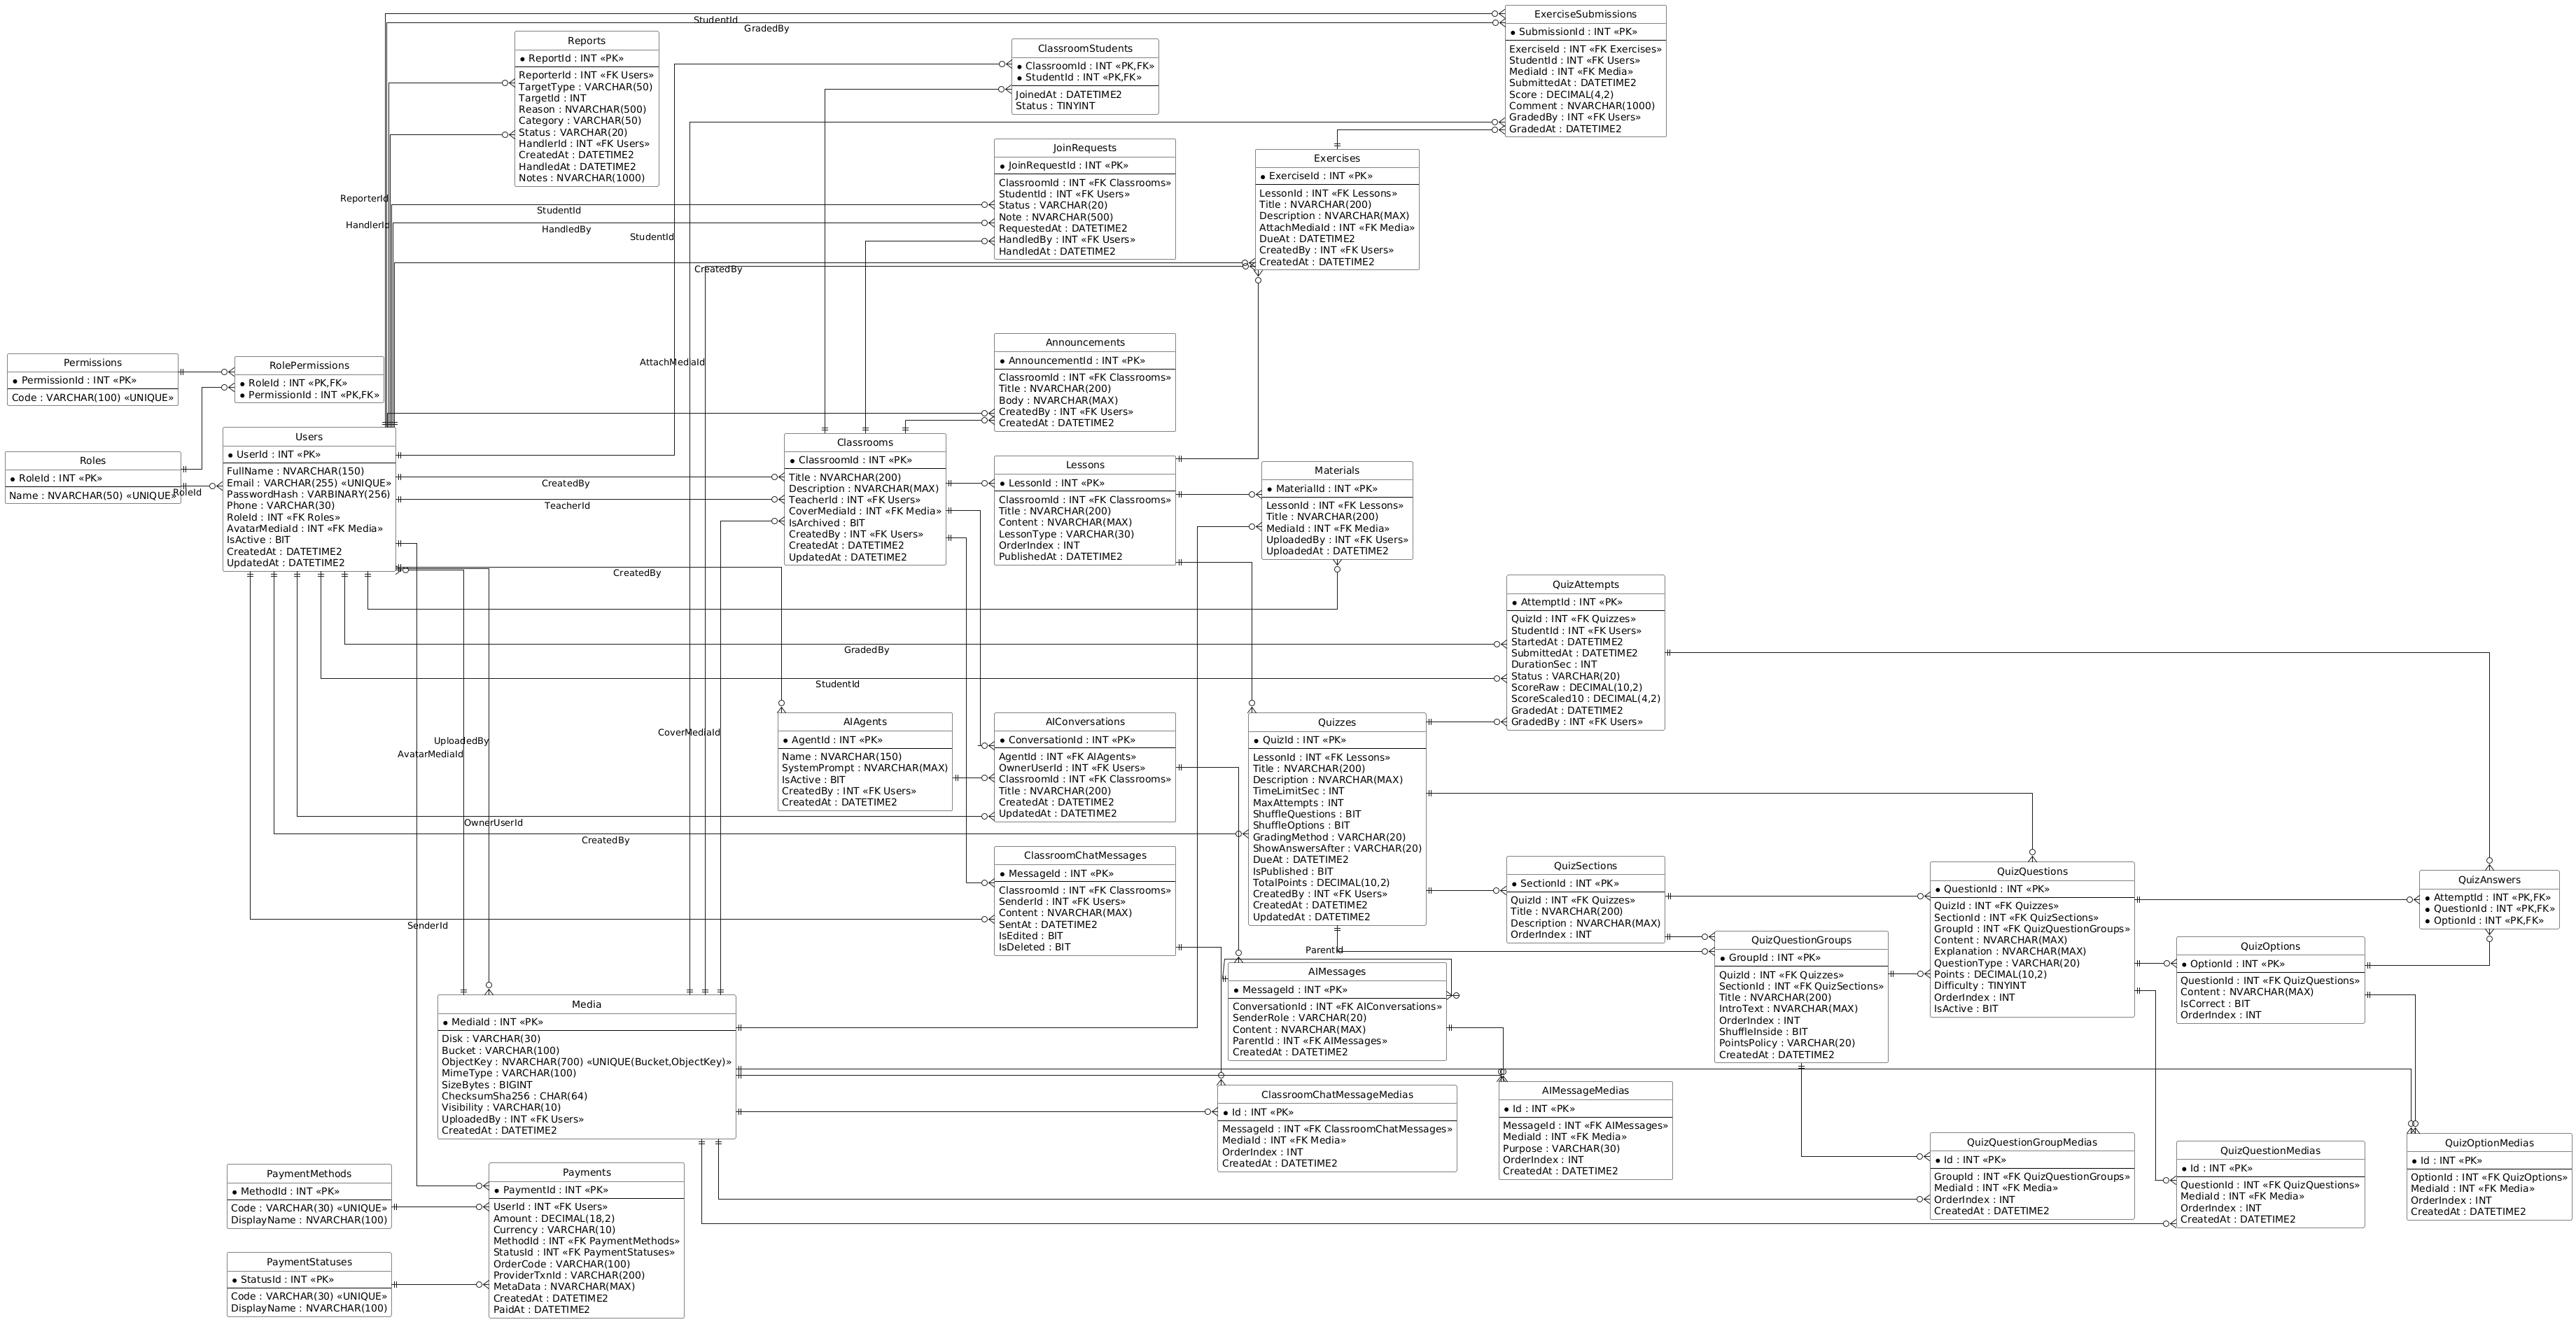 StudentId
GradedBy
ExerciseSubmissions
SubmissionId : INT «PK»
ExerciseId : INT «FK Exercises»
StudentId : INT «FK Users»
MediaId : INT «FK Media»
SubmittedAt : DATETIME2
Score : DECIMAL(4,2)
Comment : NVARCHAR(1000)
GradedBy : INT «FK Users»
GradedAt : DATETIME2
Reports
ReportId : INT «PK»
ReporterId : INT «FK Users»
TargetType : VARCHAR(50)
TargetId : INT
Reason : NVARCHAR(500)
Category : VARCHAR(50)
Status : VARCHAR(20)
HandlerId : INT «FK Users»
CreatedAt : DATETIME2
HandledAt : DATETIME2
Notes : NVARCHAR(1000)
ClassroomStudents
ClassroomId : INT «PK,FK»
StudentId : INT «PK,FK»
JoinedAt : DATETIME2
Status : TINYINT
JoinRequests
JoinRequestId : INT «PK»
ClassroomId : INT «FK Classrooms»
StudentId : INT «FK Users»
Status : VARCHAR(20)
Note : NVARCHAR(500)
RequestedAt : DATETIME2
HandledBy : INT «FK Users»
HandledAt : DATETIME2
Exercises
ExerciseId : INT «PK»
LessonId : INT «FK Lessons»
Title : NVARCHAR(200)
Description : NVARCHAR(MAX)
AttachMediaId : INT «FK Media»
DueAt : DATETIME2
CreatedBy : INT «FK Users»
CreatedAt : DATETIME2
ReporterId
HandlerId
StudentId
HandledBy
StudentId
CreatedBy
AttachMediaId
Announcements
AnnouncementId : INT «PK»
ClassroomId : INT «FK Classrooms»
Title : NVARCHAR(200)
Body : NVARCHAR(MAX)
CreatedBy : INT «FK Users»
CreatedAt : DATETIME2
Permissions
PermissionId : INT «PK»
Code : VARCHAR(100) «UNIQUE»
RolePermissions
RoleId : INT «PK,FK»
PermissionId : INT «PK,FK»
Roles
RoleId : INT «PK»
Name : NVARCHAR(50) «UNIQUE»
RoleId
Users
UserId : INT «PK»
FullName : NVARCHAR(150)
Email : VARCHAR(255) «UNIQUE»
PasswordHash : VARBINARY(256)
Phone : VARCHAR(30)
RoleId : INT «FK Roles»
AvatarMediaId : INT «FK Media»
IsActive : BIT
CreatedAt : DATETIME2
UpdatedAt : DATETIME2
CreatedBy
TeacherId
CreatedBy
Classrooms
ClassroomId : INT «PK»
Title : NVARCHAR(200)
Description : NVARCHAR(MAX)
TeacherId : INT «FK Users»
CoverMediaId : INT «FK Media»
IsArchived : BIT
CreatedBy : INT «FK Users»
CreatedAt : DATETIME2
UpdatedAt : DATETIME2
Lessons
LessonId : INT «PK»
ClassroomId : INT «FK Classrooms»
Title : NVARCHAR(200)
Content : NVARCHAR(MAX)
LessonType : VARCHAR(30)
OrderIndex : INT
PublishedAt : DATETIME2
Materials
MaterialId : INT «PK»
LessonId : INT «FK Lessons»
Title : NVARCHAR(200)
MediaId : INT «FK Media»
UploadedBy : INT «FK Users»
UploadedAt : DATETIME2
QuizAttempts
AttemptId : INT «PK»
QuizId : INT «FK Quizzes»
StudentId : INT «FK Users»
StartedAt : DATETIME2
SubmittedAt : DATETIME2
DurationSec : INT
Status : VARCHAR(20)
ScoreRaw : DECIMAL(10,2)
ScoreScaled10 : DECIMAL(4,2)
GradedAt : DATETIME2
GradedBy : INT «FK Users»
GradedBy
StudentId
UploadedBy
AvatarMediaId
CoverMediaId
AIAgents
AgentId : INT «PK»
Name : NVARCHAR(150)
SystemPrompt : NVARCHAR(MAX)
IsActive : BIT
CreatedBy : INT «FK Users»
CreatedAt : DATETIME2
AIConversations
ConversationId : INT «PK»
AgentId : INT «FK AIAgents»
OwnerUserId : INT «FK Users»
ClassroomId : INT «FK Classrooms»
Title : NVARCHAR(200)
CreatedAt : DATETIME2
UpdatedAt : DATETIME2
Quizzes
QuizId : INT «PK»
LessonId : INT «FK Lessons»
Title : NVARCHAR(200)
Description : NVARCHAR(MAX)
TimeLimitSec : INT
MaxAttempts : INT
ShuffleQuestions : BIT
ShuffleOptions : BIT
GradingMethod : VARCHAR(20)
ShowAnswersAfter : VARCHAR(20)
DueAt : DATETIME2
IsPublished : BIT
TotalPoints : DECIMAL(10,2)
CreatedBy : INT «FK Users»
CreatedAt : DATETIME2
UpdatedAt : DATETIME2
OwnerUserId
CreatedBy
SenderId
ClassroomChatMessages
MessageId : INT «PK»
ClassroomId : INT «FK Classrooms»
SenderId : INT «FK Users»
Content : NVARCHAR(MAX)
SentAt : DATETIME2
IsEdited : BIT
IsDeleted : BIT
QuizSections
SectionId : INT «PK»
QuizId : INT «FK Quizzes»
Title : NVARCHAR(200)
Description : NVARCHAR(MAX)
OrderIndex : INT
QuizQuestions
QuestionId : INT «PK»
QuizId : INT «FK Quizzes»
SectionId : INT «FK QuizSections»
GroupId : INT «FK QuizQuestionGroups»
Content : NVARCHAR(MAX)
Explanation : NVARCHAR(MAX)
QuestionType : VARCHAR(20)
Points : DECIMAL(10,2)
Difficulty : TINYINT
OrderIndex : INT
IsActive : BIT
QuizAnswers
AttemptId : INT «PK,FK»
QuestionId : INT «PK,FK»
OptionId : INT «PK,FK»
QuizQuestionGroups
GroupId : INT «PK»
QuizId : INT «FK Quizzes»
SectionId : INT «FK QuizSections»
Title : NVARCHAR(200)
IntroText : NVARCHAR(MAX)
OrderIndex : INT
ShuffleInside : BIT
PointsPolicy : VARCHAR(20)
CreatedAt : DATETIME2
QuizOptions
OptionId : INT «PK»
QuestionId : INT «FK QuizQuestions»
Content : NVARCHAR(MAX)
IsCorrect : BIT
OrderIndex : INT
ParentId
AIMessages
MessageId : INT «PK»
ConversationId : INT «FK AIConversations»
SenderRole : VARCHAR(20)
Content : NVARCHAR(MAX)
ParentId : INT «FK AIMessages»
CreatedAt : DATETIME2
Media
MediaId : INT «PK»
Disk : VARCHAR(30)
Bucket : VARCHAR(100)
ObjectKey : NVARCHAR(700) «UNIQUE(Bucket,ObjectKey)»
MimeType : VARCHAR(100)
SizeBytes : BIGINT
ChecksumSha256 : CHAR(64)
Visibility : VARCHAR(10)
UploadedBy : INT «FK Users»
CreatedAt : DATETIME2
ClassroomChatMessageMedias
Id : INT «PK»
MessageId : INT «FK ClassroomChatMessages»
MediaId : INT «FK Media»
OrderIndex : INT
CreatedAt : DATETIME2
AIMessageMedias
Id : INT «PK»
MessageId : INT «FK AIMessages»
MediaId : INT «FK Media»
Purpose : VARCHAR(30)
OrderIndex : INT
CreatedAt : DATETIME2
QuizQuestionGroupMedias
Id : INT «PK»
GroupId : INT «FK QuizQuestionGroups»
MediaId : INT «FK Media»
OrderIndex : INT
CreatedAt : DATETIME2
QuizQuestionMedias
Id : INT «PK»
QuestionId : INT «FK QuizQuestions»
MediaId : INT «FK Media»
OrderIndex : INT
CreatedAt : DATETIME2
QuizOptionMedias
Id : INT «PK»
OptionId : INT «FK QuizOptions»
MediaId : INT «FK Media»
OrderIndex : INT
CreatedAt : DATETIME2
PaymentMethods
MethodId : INT «PK»
Code : VARCHAR(30) «UNIQUE»
DisplayName : NVARCHAR(100)
Payments
PaymentId : INT «PK»
UserId : INT «FK Users»
Amount : DECIMAL(18,2)
Currency : VARCHAR(10)
MethodId : INT «FK PaymentMethods»
StatusId : INT «FK PaymentStatuses»
OrderCode : VARCHAR(100)
ProviderTxnId : VARCHAR(200)
MetaData : NVARCHAR(MAX)
CreatedAt : DATETIME2
PaidAt : DATETIME2
PaymentStatuses
StatusId : INT «PK»
Code : VARCHAR(30) «UNIQUE»
DisplayName : NVARCHAR(100)